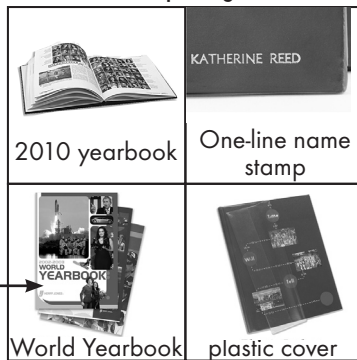 2010 yearbook
KATHERINE REED
One-line name
stamp
WORLD
YEARBOOK
World Yearbook
plastic cover